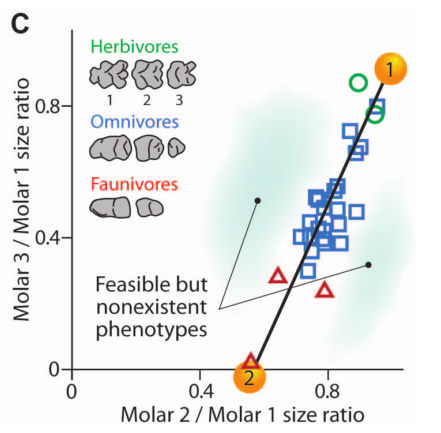 C
Herbivores
1 2 3
Omnivores
Faunivores
Feasible but
nonexistent
phenotypes
1
2
Molar 3 / Molar 1 size ratio
0.8
0.4
0
0 0.4 0.8
Molar 2 / Molar 1 size ratio